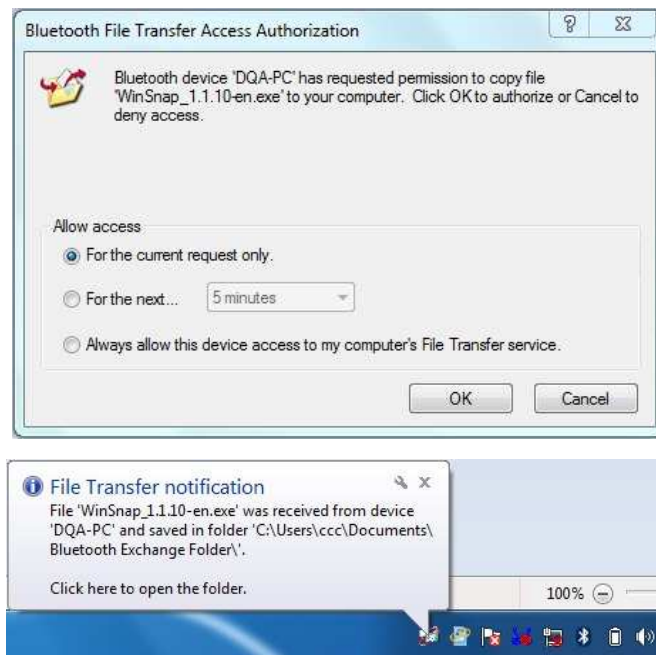 Bluetooth File Transfer Access Authorization
Bluetooth device 'DQA-PC' has requested permission to copy file
'WinSnap_1.1.10-en.exe' to your computer. Click OK to authorize or Cancel to
deny access.
Allow access
For the current request only.
For the next...
5 minutes
Always allow this device access to my computer's File Transfer service.
OK
Cancel
File Transfer notification
File 'WinSnap_1.1.10-en.exe' was received from device
'DQA-PC' and saved in folder 'C:\Users\ccc\Documents\
Bluetooth Exchange Folder\'.
Click here to open the folder.
100%